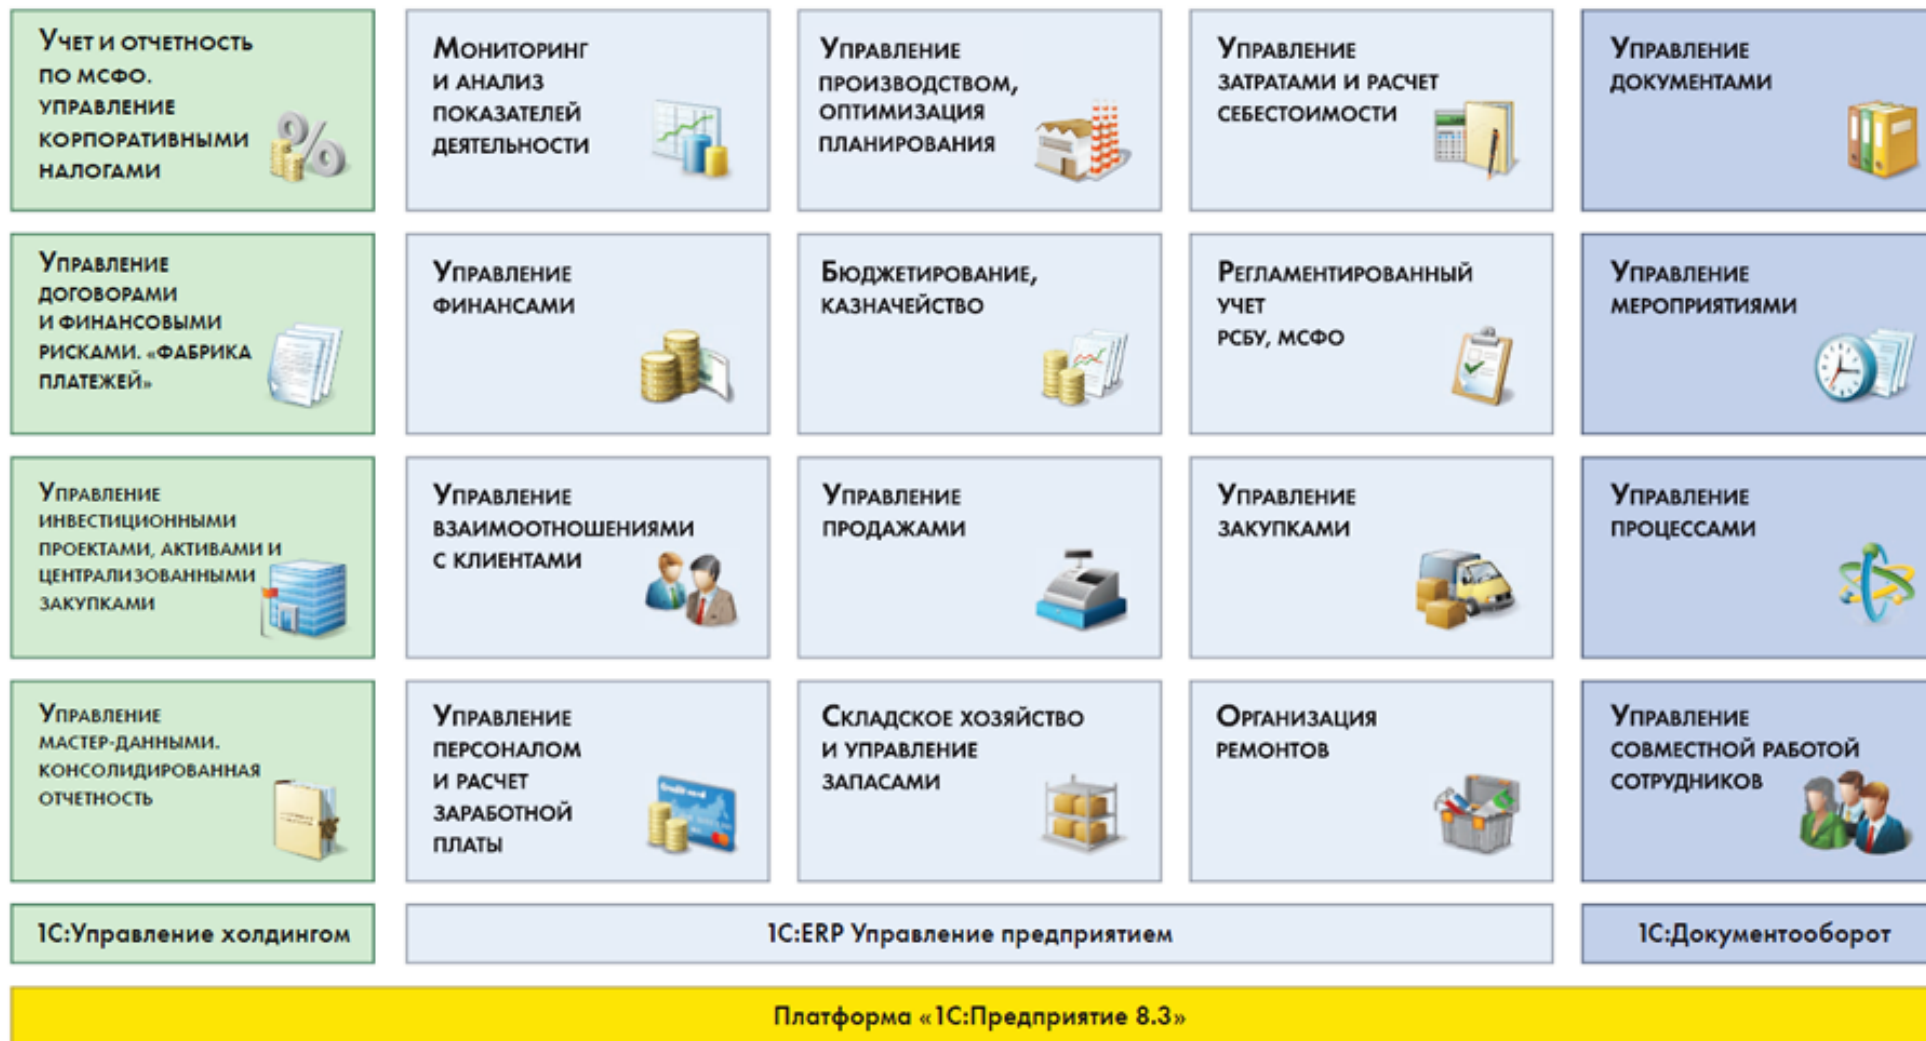 Учет и отчетность
по МСФО.
управление
корпоративными
налогами
Мониторинг
и анализ
показателей
деятельности
Управление
производством,
оптимизация
планирования
Управление
затратами и расчет
себестоимости
Управление
документами
Управление
договорами
и финансовыми
рисками. «Фабрика
платежей»
Управление
финансами
Бюджетирование,
казначейство
Регламентированный
учет
РСБУ, МСФО
Управление
мероприятиями
Управление
инвестиционными
проектами, активами и
централизованными
закупками
Управление
взаимоотношениями
с клиентами
Управление
продажами
Управление
закупками
Управление
процессами
Управление
мастер-данными.
консолидированная
отчетность
Управление
персоналом
и расчет
заработной
платы
Складское хозяйство
и управление
запасами
Организация
ремонтов
Управление
совместной работой
сотрудников
1С:Управление холдингом
1С:ERP Управление предприятием
1С:Документооборот
Платформа «1С:Предприятие 8.3»